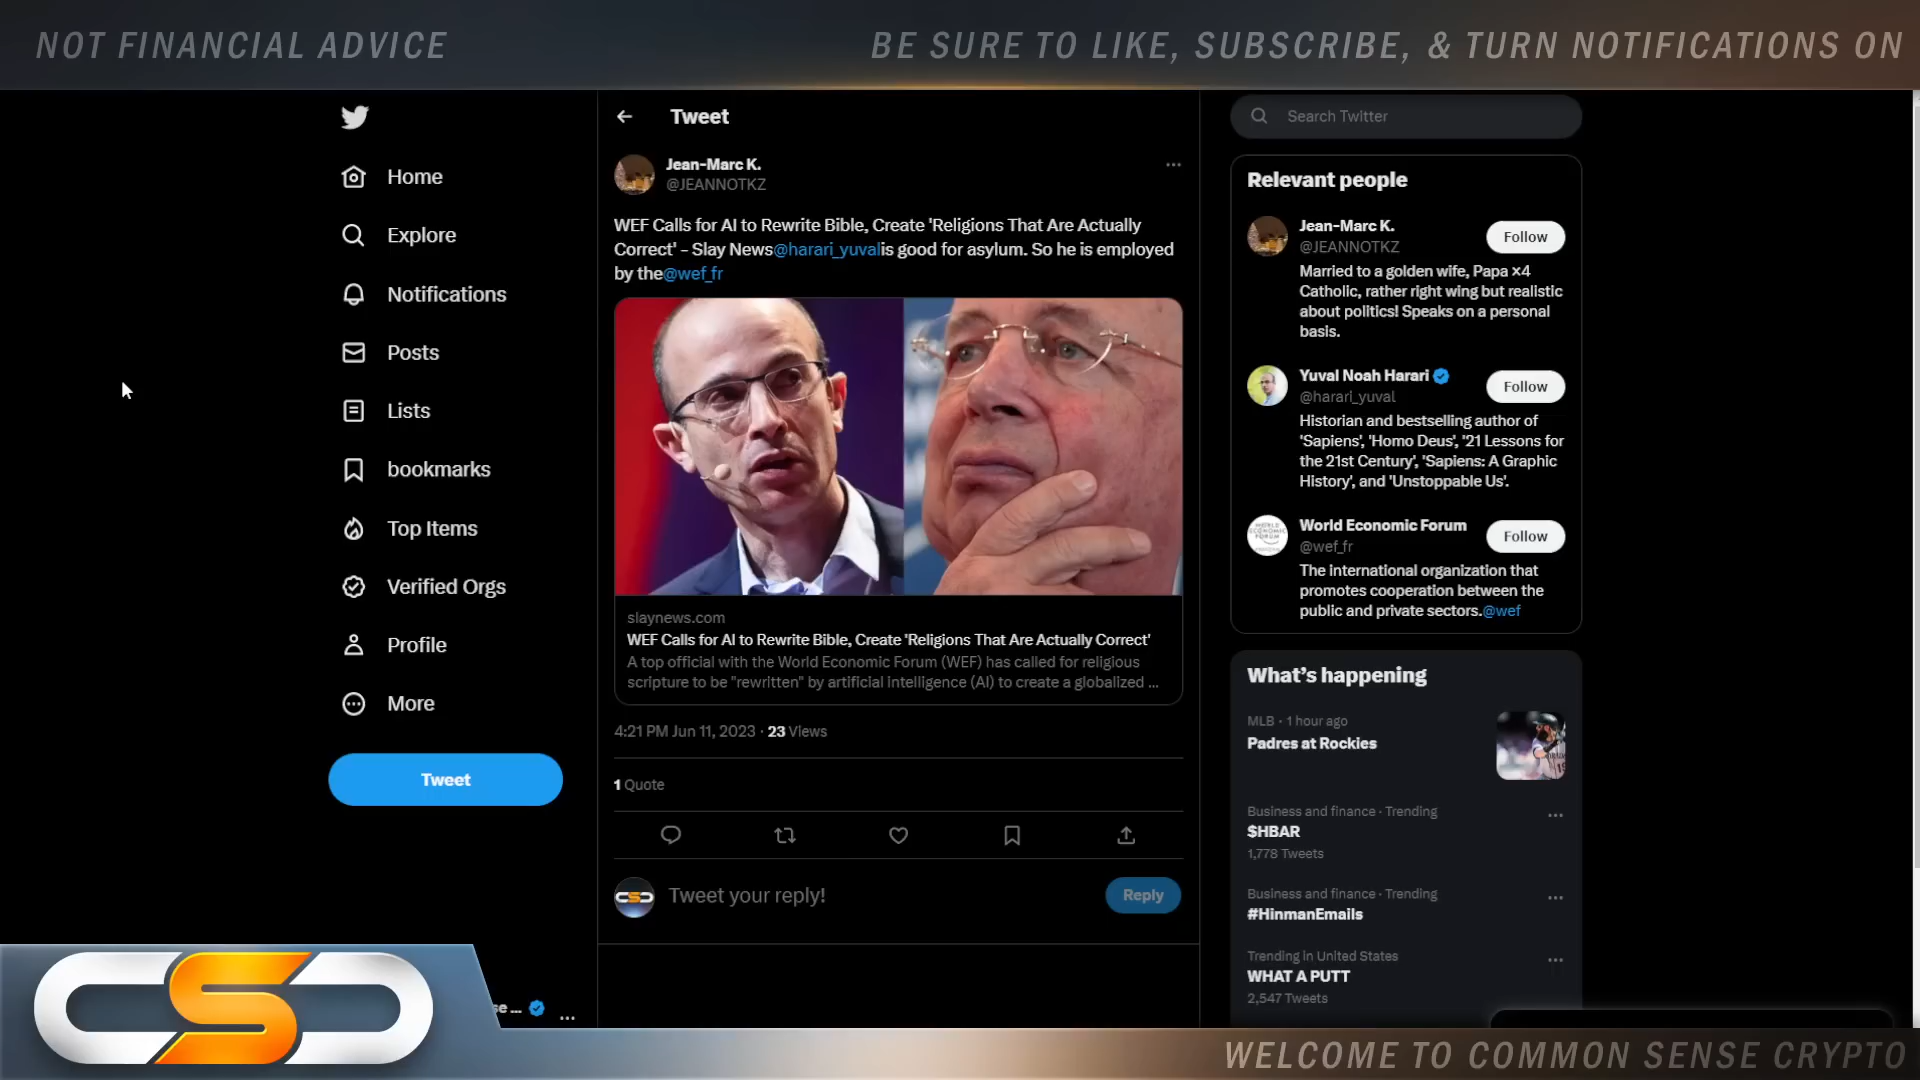 NOT FINANCIAL ADVICE
BE SURE TO LIKE, SUBSCRIBE, & TURN NOTIFICATIONS ON
Home
Explore
Notifications
Posts
Lists
bookmarks
Top Items
Verified Orgs
Profile
More
Tweet
se ...
Tweet
Jean-Marc K.
@JEANNOTKZ
WEF Calls for AI to Rewrite Bible, Create 'Religions That Are Actually
Correct' - Slay News@harari_yuvalis good for asylum. So he is employed
by the@wef_fr
slaynews.com
WEF Calls for AI to Rewrite Bible, Create 'Religions That Are Actually Correct'
A top official with the World Economic Forum (WEF) has called for religious
scripture to be "rewritten" by artificial intelligence (AI) to create a globalized ...
4:21 PM Jun 11, 2023 · 23 Views
1 Quote
Tweet your reply!
Reply
Search Twitter
Relevant people
Jean-Marc K.
@JEANNOTKZ
Follow
Married to a golden wife, Papa ×4
Catholic, rather right wing but realistic
about politics! Speaks on a personal
basis.
Yuval Noah Harari
@harari_yuval
Follow
Historian and bestselling author of
'Sapiens', 'Homo Deus', '21 Lessons for
the 21st Century', 'Sapiens: A Graphic
History', and 'Unstoppable Us'.
WORLD ECONOMIC FORUM
World Economic Forum
@wef_fr
Follow
The international organization that
promotes cooperation between the
public and private sectors.@wef
What's happening
MLB · 1 hour ago
Padres at Rockies
Business and finance · Trending
$HBAR
1,778 Tweets
Business and finance · Trending
#HinmanEmails
Trending in United States
WHAT A PUTT
2,547 Tweets
CSC
WELCOME TO COMMON SENSE CRYPTO